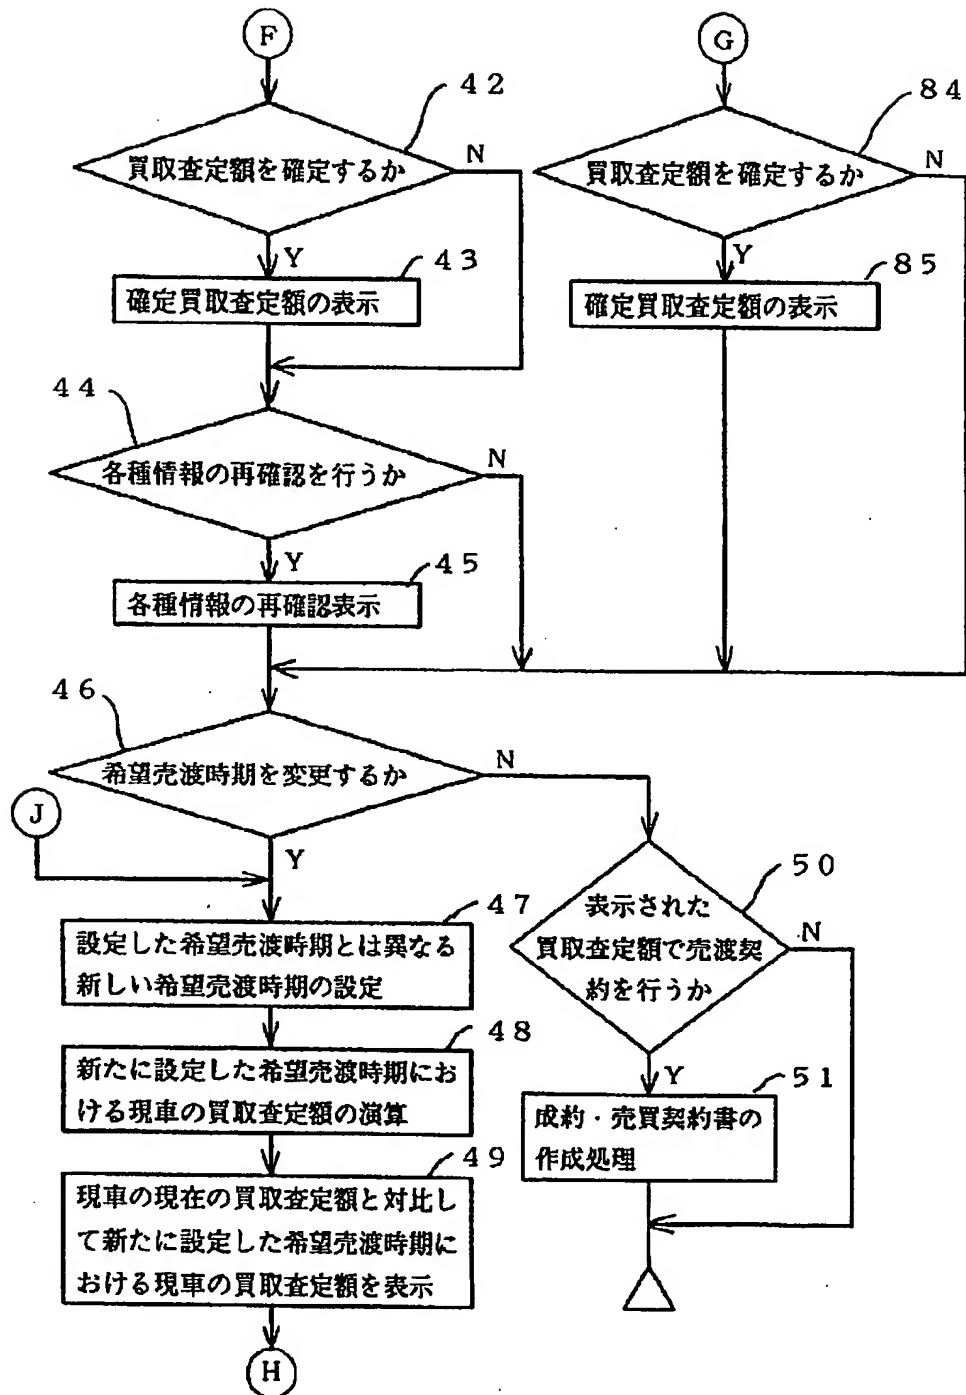 F
G
42
84
買取査定額を確定するか
N
買取査定額を確定するか
N
Y
43
Y
85
確定買取査定額の表示
確定買取査定額の表示
44
各種情報の再確認を行うか
N
Y
45
各種情報の再確認表示
46
希望売渡時期を変更するか
N
J
Y
50
表示された
買取査定額で売渡契
約を行うか
N
47
設定した希望売渡時期とは異なる
新しい希望売渡時期の設定
48
新たに設定した希望売渡時期にお
ける現車の買取査定額の演算
Y
51
成約・売買契約書の
作成処理
49
現車の現在の買取査定額と対比し
て新たに設定した希望売渡時期に
おける現車の買取査定額を表示
H